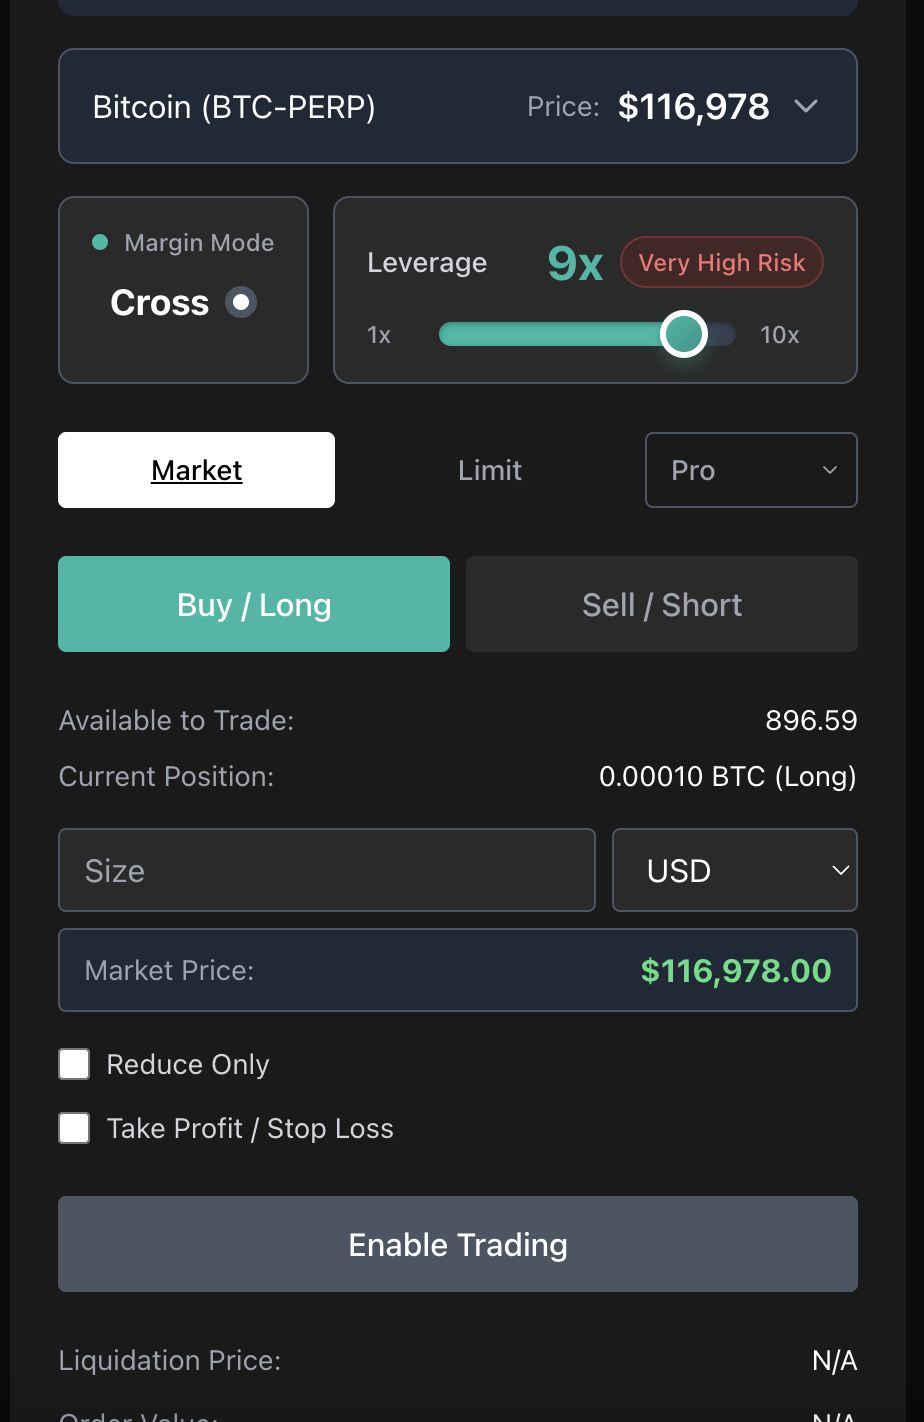 Bitcoin (BTC-PERP) Price: $116,978
Margin Mode
Cross
Leverage 9x Very High Risk
1x 10x
Market Limit Pro
Buy / Long Sell / Short
Available to Trade: 896.59
Current Position: 0.00010 BTC (Long)
Size USD
Market Price: $116,978.00
Reduce Only
Take Profit / Stop Loss
Enable Trading
Liquidation Price: N/A
Order Value: N/A